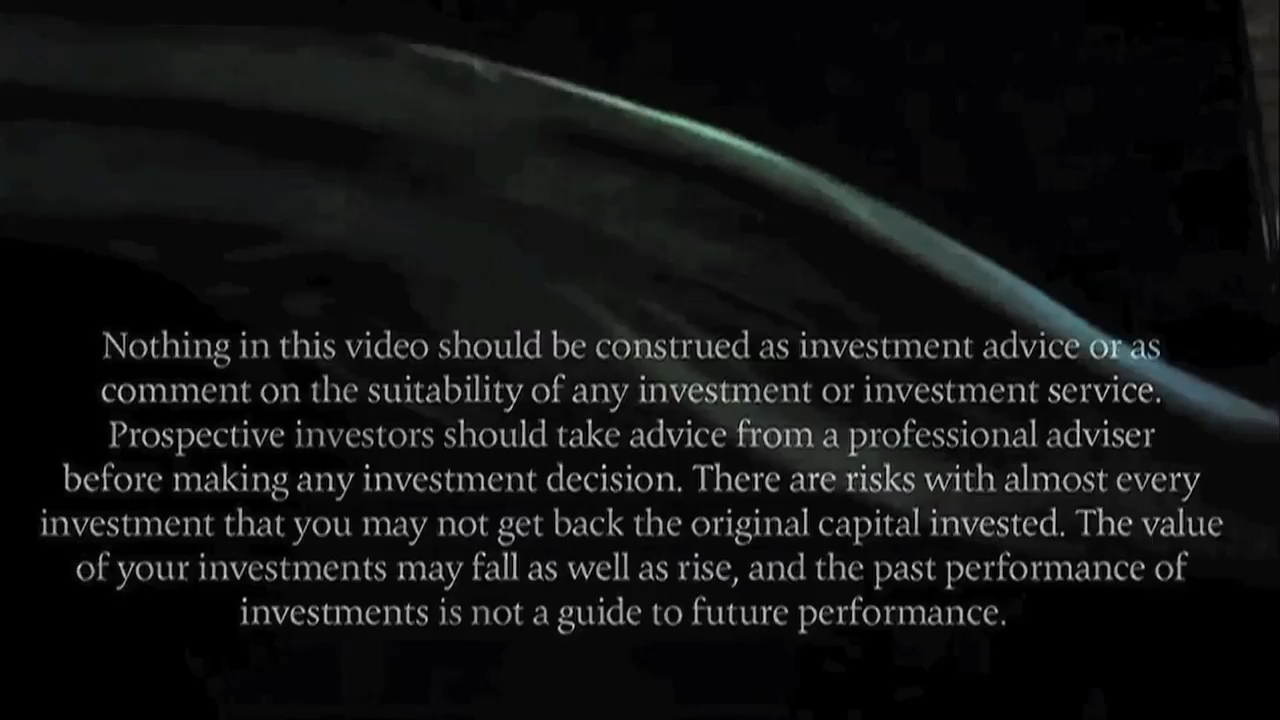 Nothing in this video should be construed as investment advice or as
comment on the suitability of any investment or investment service.
Prospective investors should take advice from a professional adviser
before making any investment decision. There are risks with almost every
investment that you may not get back the original capital invested. The value
of your investments may fall as well as rise, and the past performance of
investments is not a guide to future performance.